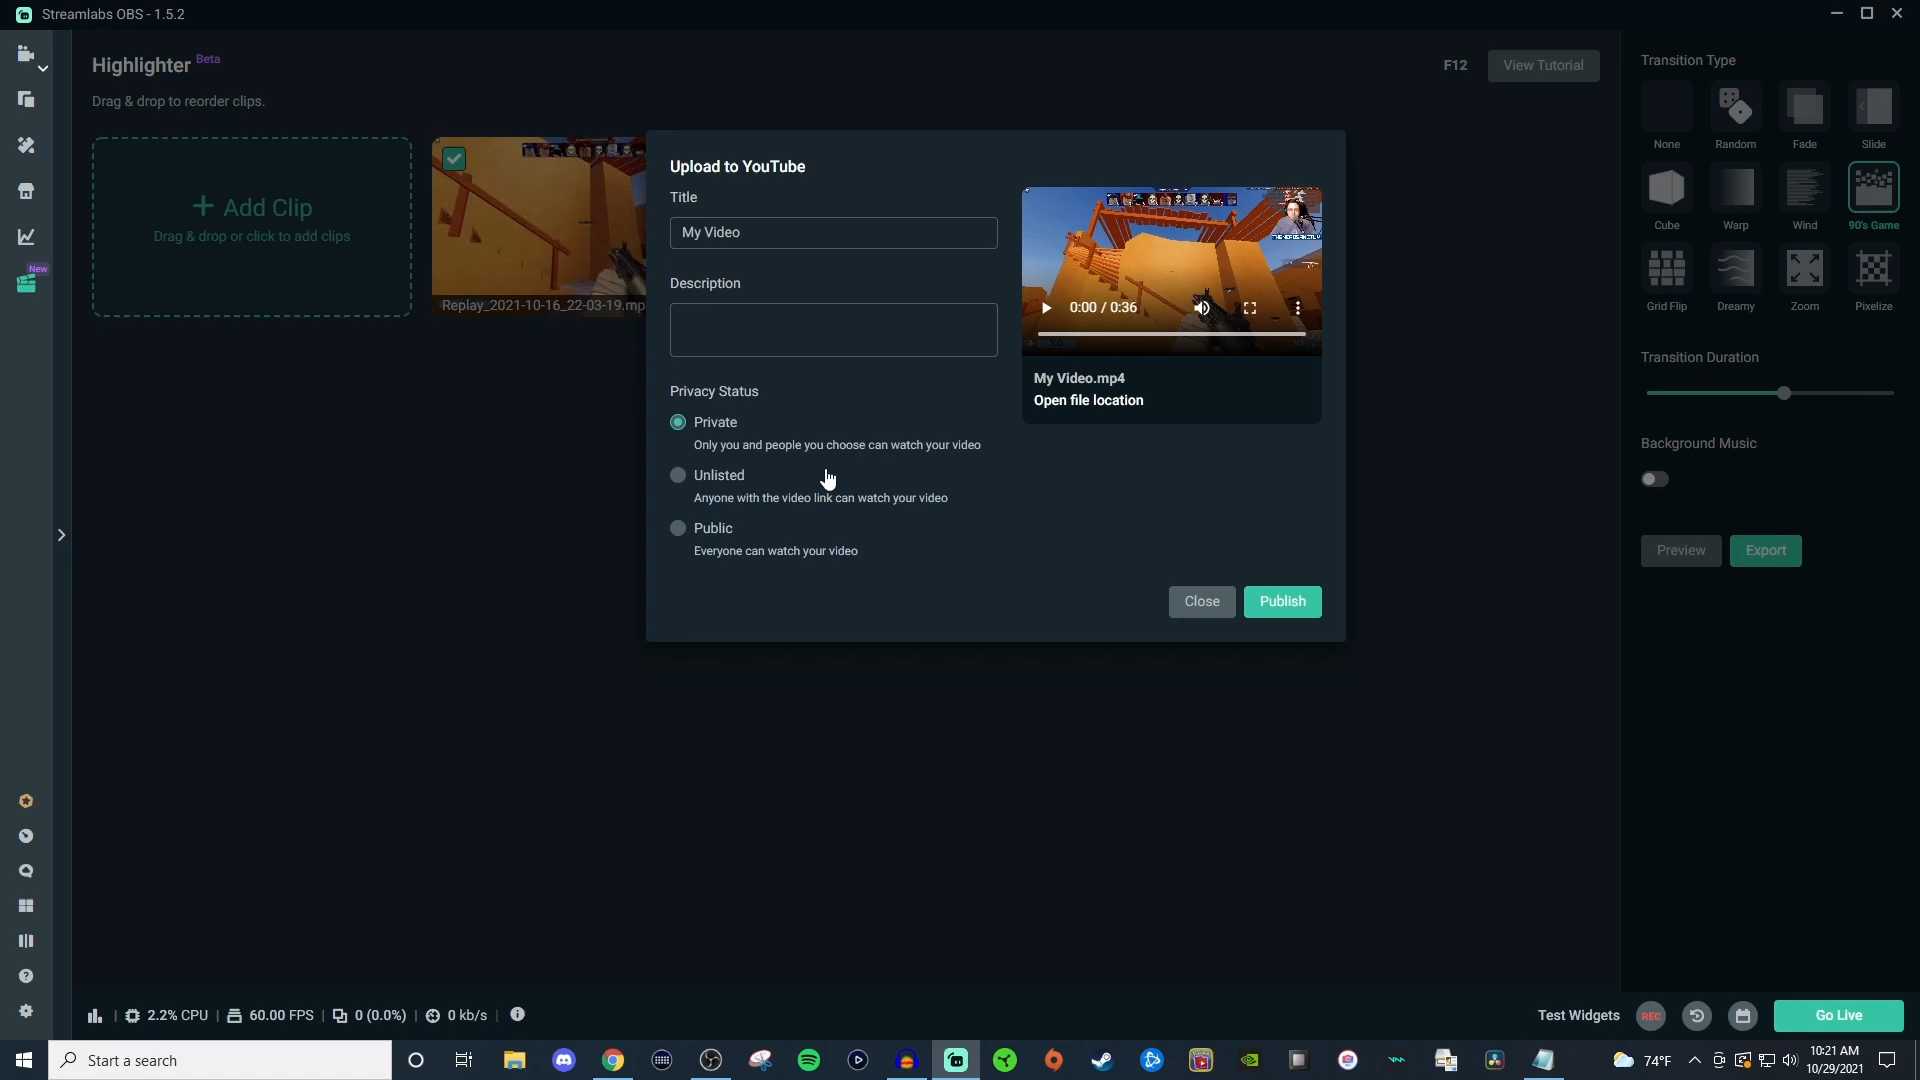 Streamlabs OBS - 1.5.2
Highlighter Beta
F12
View Tutorial
Drag & drop to reorder clips.
+ Add Clip
Drag & drop or click to add clips
Replay_2021-10-16_22-03-19.mp
New
Upload to YouTube
Title
My Video
Description
Privacy Status
Private
Only you and people you choose can watch your video
Unlisted
Anyone with the video link can watch your video
Public
Everyone can watch your video
0:00 / 0:36
My Video.mp4
Open file location
Close
Publish
Transition Type
None
Random
Fade
Slide
Cube
Warp
Wind
90's Game
Grid Flip
Dreamy
Zoom
Pixelize
Transition Duration
Background Music
Preview
Export
2.2% CPU
60.00 FPS
0 (0.0%)
0 kb/s
Test Widgets
REC
Go Live
Start a search
74°F
10:21 AM
10/29/2021